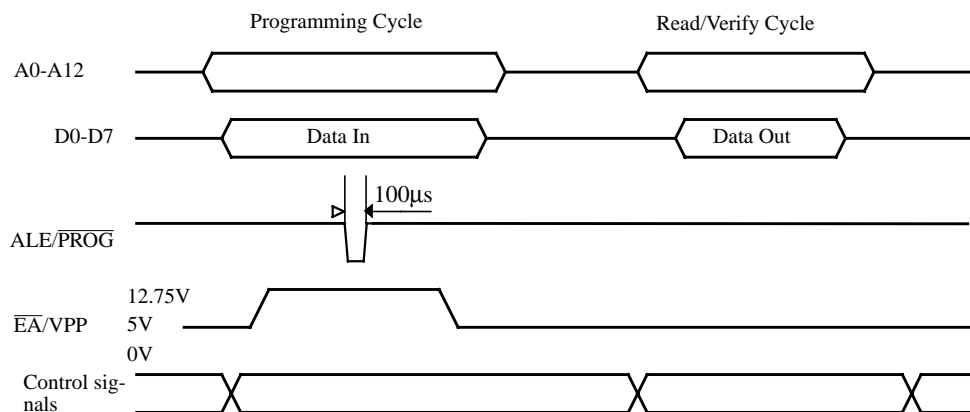 Programming Cycle
Read/Verify Cycle
A0-A12
D0-D7
Data In
Data Out
100μs
ALE/PROG
12.75V
EA/VPP
5V
0V
Control sig-
nals